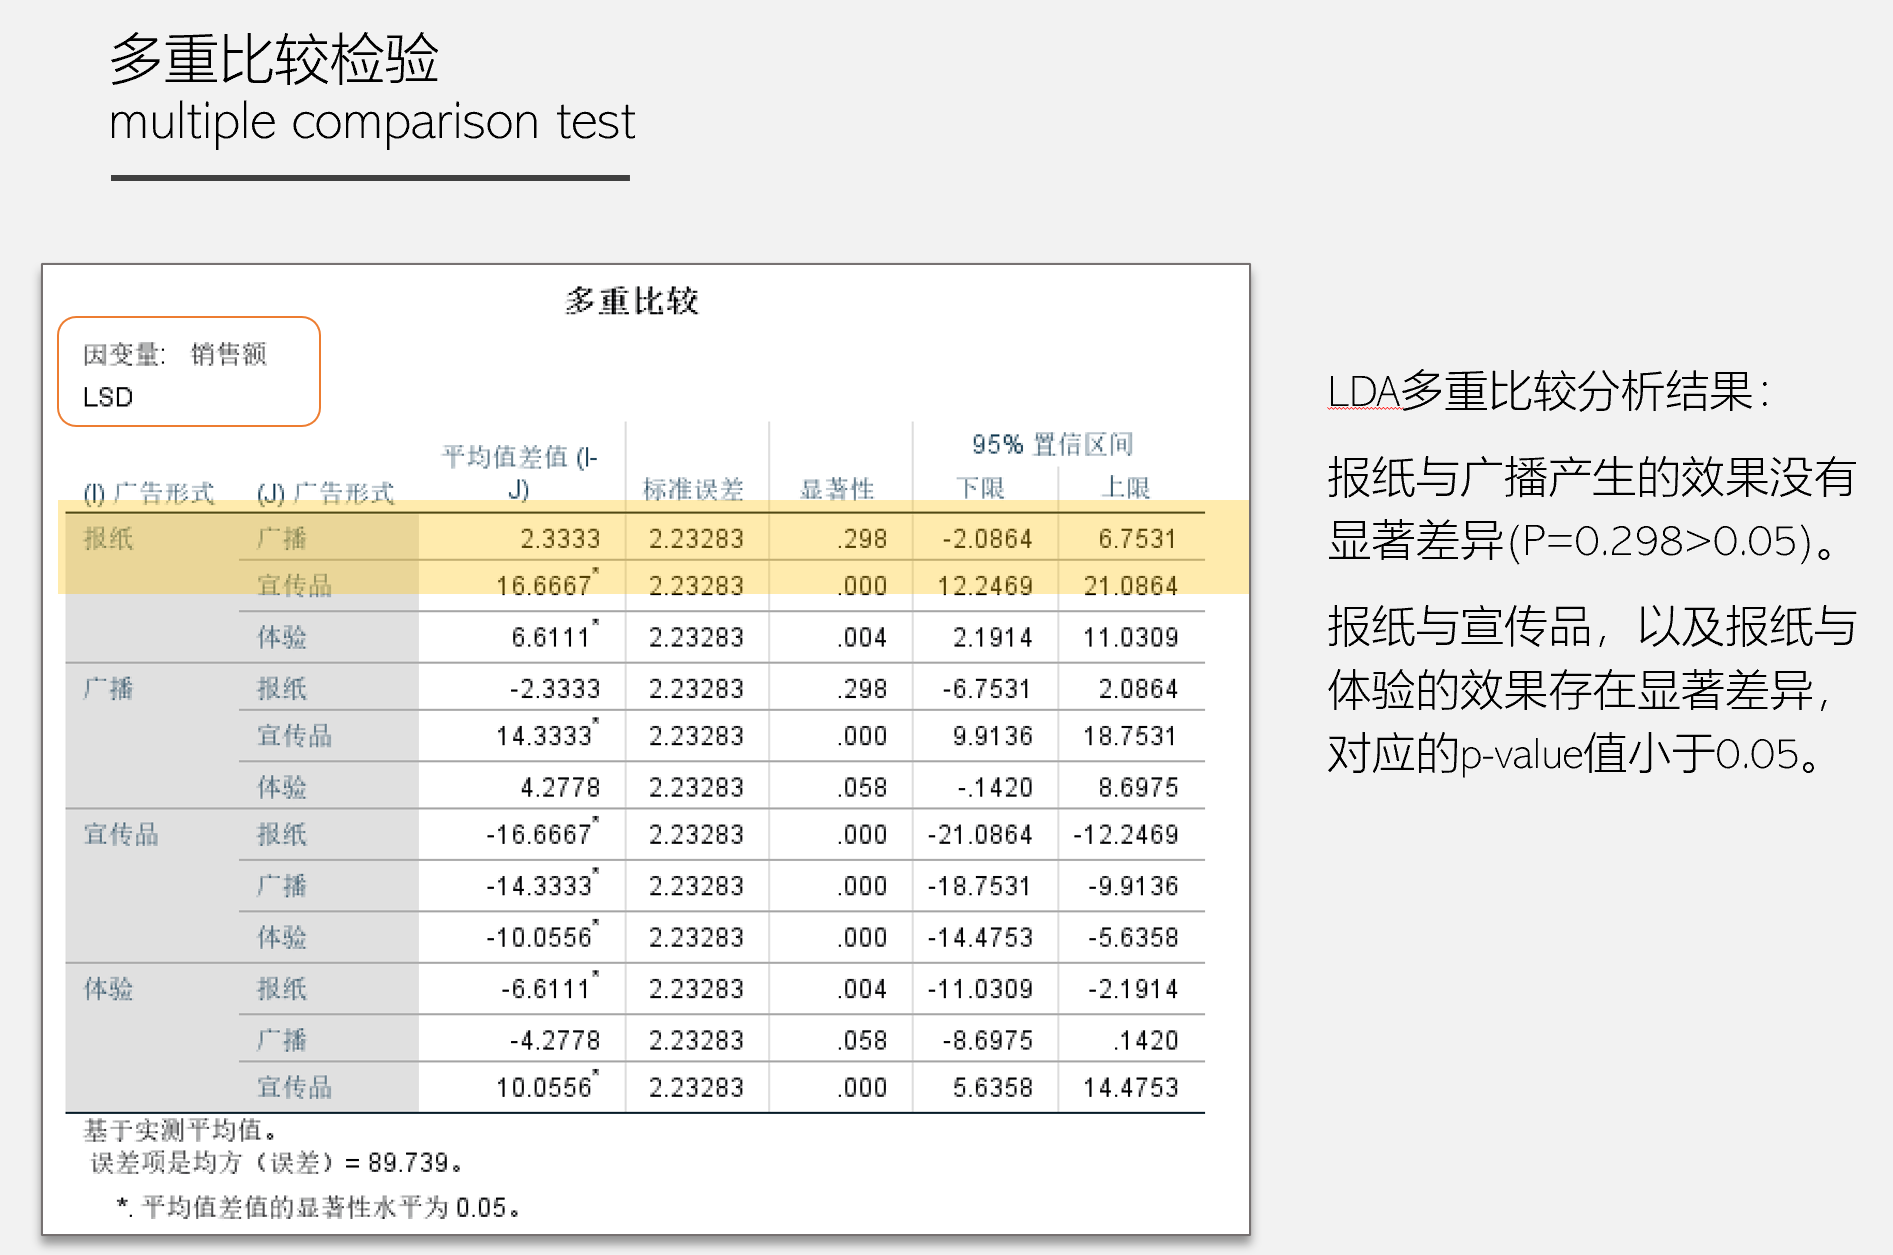 多重比较检验
multiple comparison test
多重比较
因变量: 销售额
LSD
(I) 广告形式 (J) 广告形式 平均值差值 (I-J) 标准误差 显著性 95% 置信区间 下限 上限
报纸 广播 2.3333 2.23283 .298 -2.0864 6.7531
宣传品 16.6667* 2.23283 .000 12.2469 21.0864
体验 6.6111* 2.23283 .004 2.1914 11.0309
广播 报纸 -2.3333 2.23283 .298 -6.7531 2.0864
宣传品 14.3333* 2.23283 .000 9.9136 18.7531
体验 4.2778 2.23283 .058 -.1420 8.6975
宣传品 报纸 -16.6667* 2.23283 .000 -21.0864 -12.2469
广播 -14.3333* 2.23283 .000 -18.7531 -9.9136
体验 -10.0556* 2.23283 .000 -14.4753 -5.6358
体验 报纸 -6.6111* 2.23283 .004 -11.0309 -2.1914
广播 -4.2778 2.23283 .058 -8.6975 .1420
宣传品 10.0556* 2.23283 .000 5.6358 14.4753
基于实测平均值。
误差项是均方（误差）= 89.739。
*. 平均值差值的显著性水平为 0.05。
LDA多重比较分析结果：
报纸与广播产生的效果没有
显著差异(P=0.298>0.05)。
报纸与宣传品，以及报纸与
体验的效果存在显著差异，
对应的p-value值小于0.05。